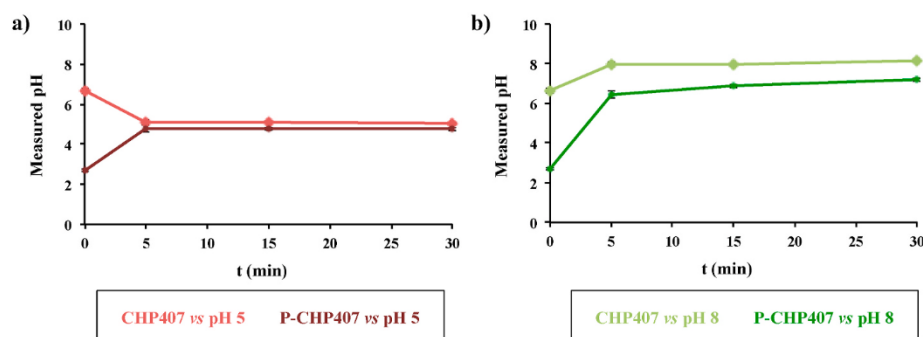 a)
Measured pH
10
8
6
4
2
0
0 5 10 15 20 25 30
t (min)
CHP407 vs pH 5 P-CHP407 vs pH 5
b)
Measured pH
10
8
6
4
2
0
0 5 10 15 20 25 30
t (min)
CHP407 vs pH 8 P-CHP407 vs pH 8